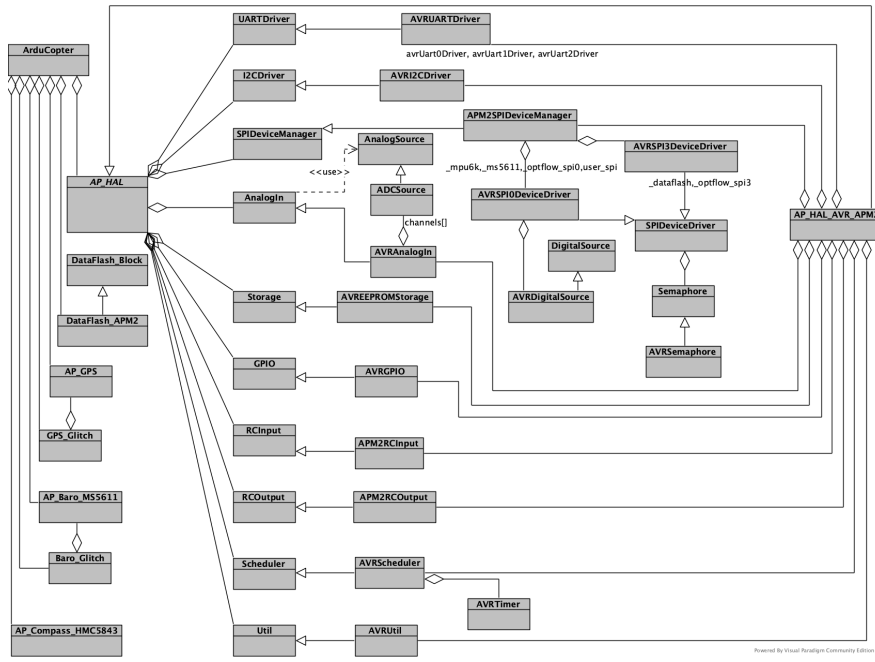 UARTDriver
AVRUARTDriver
avrUart0Driver, avrUart1Driver, avrUart2Driver
ArduCopter
I2CDriver
AVRI2CDriver
APM2SPIDeviceManager
SPIDeviceManager
AnalogSource
AVRSPI3DeviceDriver
<<use>>
_mpu6k,_ms5611,_optflow_spi0,user_spi
_dataflash,_optflow_spi3
AP_HAL
AnalogIn
ADCSource
AVRSPI0DeviceDriver
channels[]
SPIDeviceDriver
AP_HAL_AVR_APM2
AVRAnalogIn
DigitalSource
DataFlash_Block
Storage
AVREEPROMStorage
AVRDigitalSource
Semaphore
DataFlash_APM2
AVRSemaphore
AP_GPS
GPIO
AVRGPIO
GPS_Glitch
RCInput
APM2RCInput
AP_Baro_MS5611
RCOutput
APM2RCOutput
Baro_Glitch
Scheduler
AVRScheduler
AVRTimer
AP_Compass_HMC5843
Util
AVRUtil
Powered By Visual Paradigm Community Edition